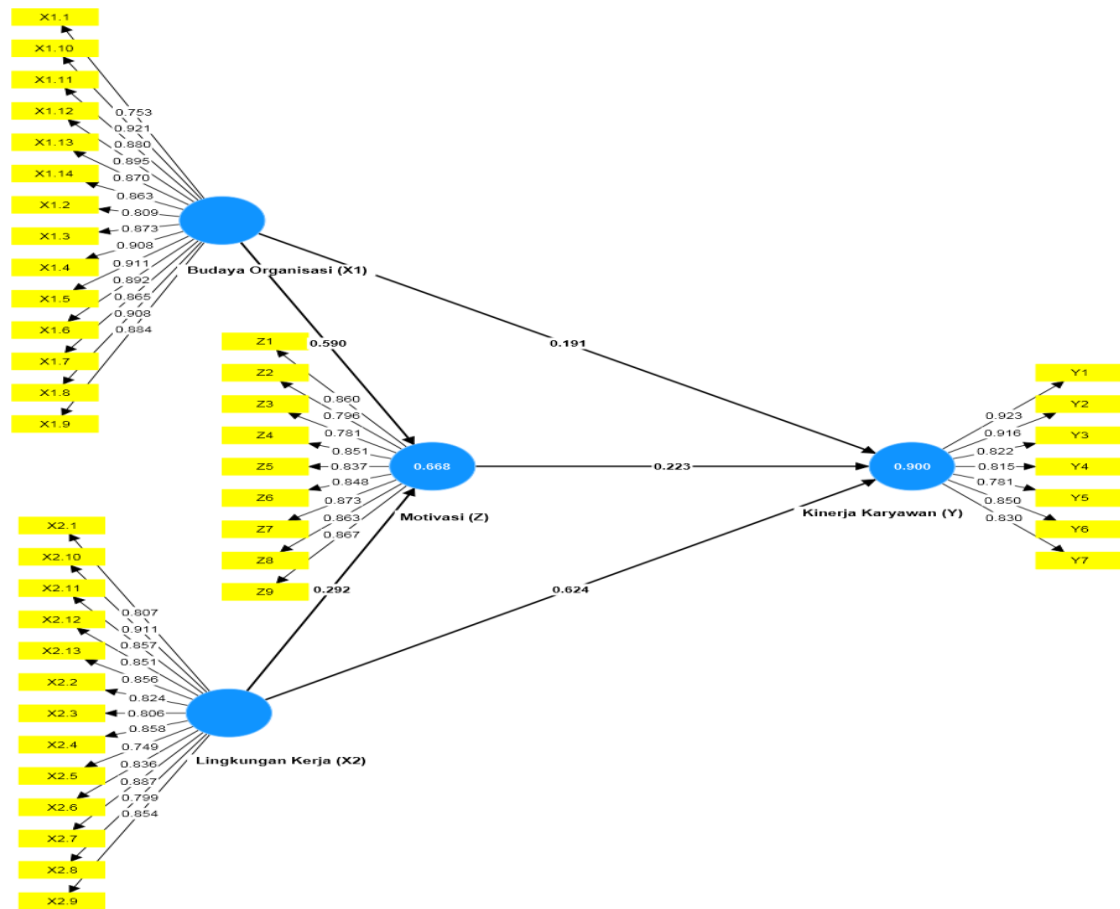 X1.1
X1.10
X1.11
X1.12
X1.13
X1.14
X1.2
X1.3
X1.4
X1.5
X1.6
X1.7
X1.8
X1.9
0.753
0.921
0.880
0.895
0.870
0.863
0.809
0.873
0.908
0.911
0.892
0.865
0.908
0.884
Budaya Organisasi (X1)
0.590
0.191
Z1
Z2
Z3
Z4
Z5
Z6
Z7
Z8
Z9
0.860
0.796
0.781
0.851
0.837
0.848
0.873
0.863
0.867
0.668
Motivasi (Z)
0.223
0.900
Kinerja Karyawan (Y)
0.923
0.916
0.822
0.815
0.781
0.850
0.830
Y1
Y2
Y3
Y4
Y5
Y6
Y7
0.292
0.624
X2.1
X2.10
X2.11
X2.12
X2.13
X2.2
X2.3
X2.4
X2.5
X2.6
X2.7
X2.8
X2.9
0.807
0.911
0.857
0.851
0.856
0.824
0.806
0.858
0.749
0.836
0.887
0.799
0.854
Lingkungan Kerja (X2)